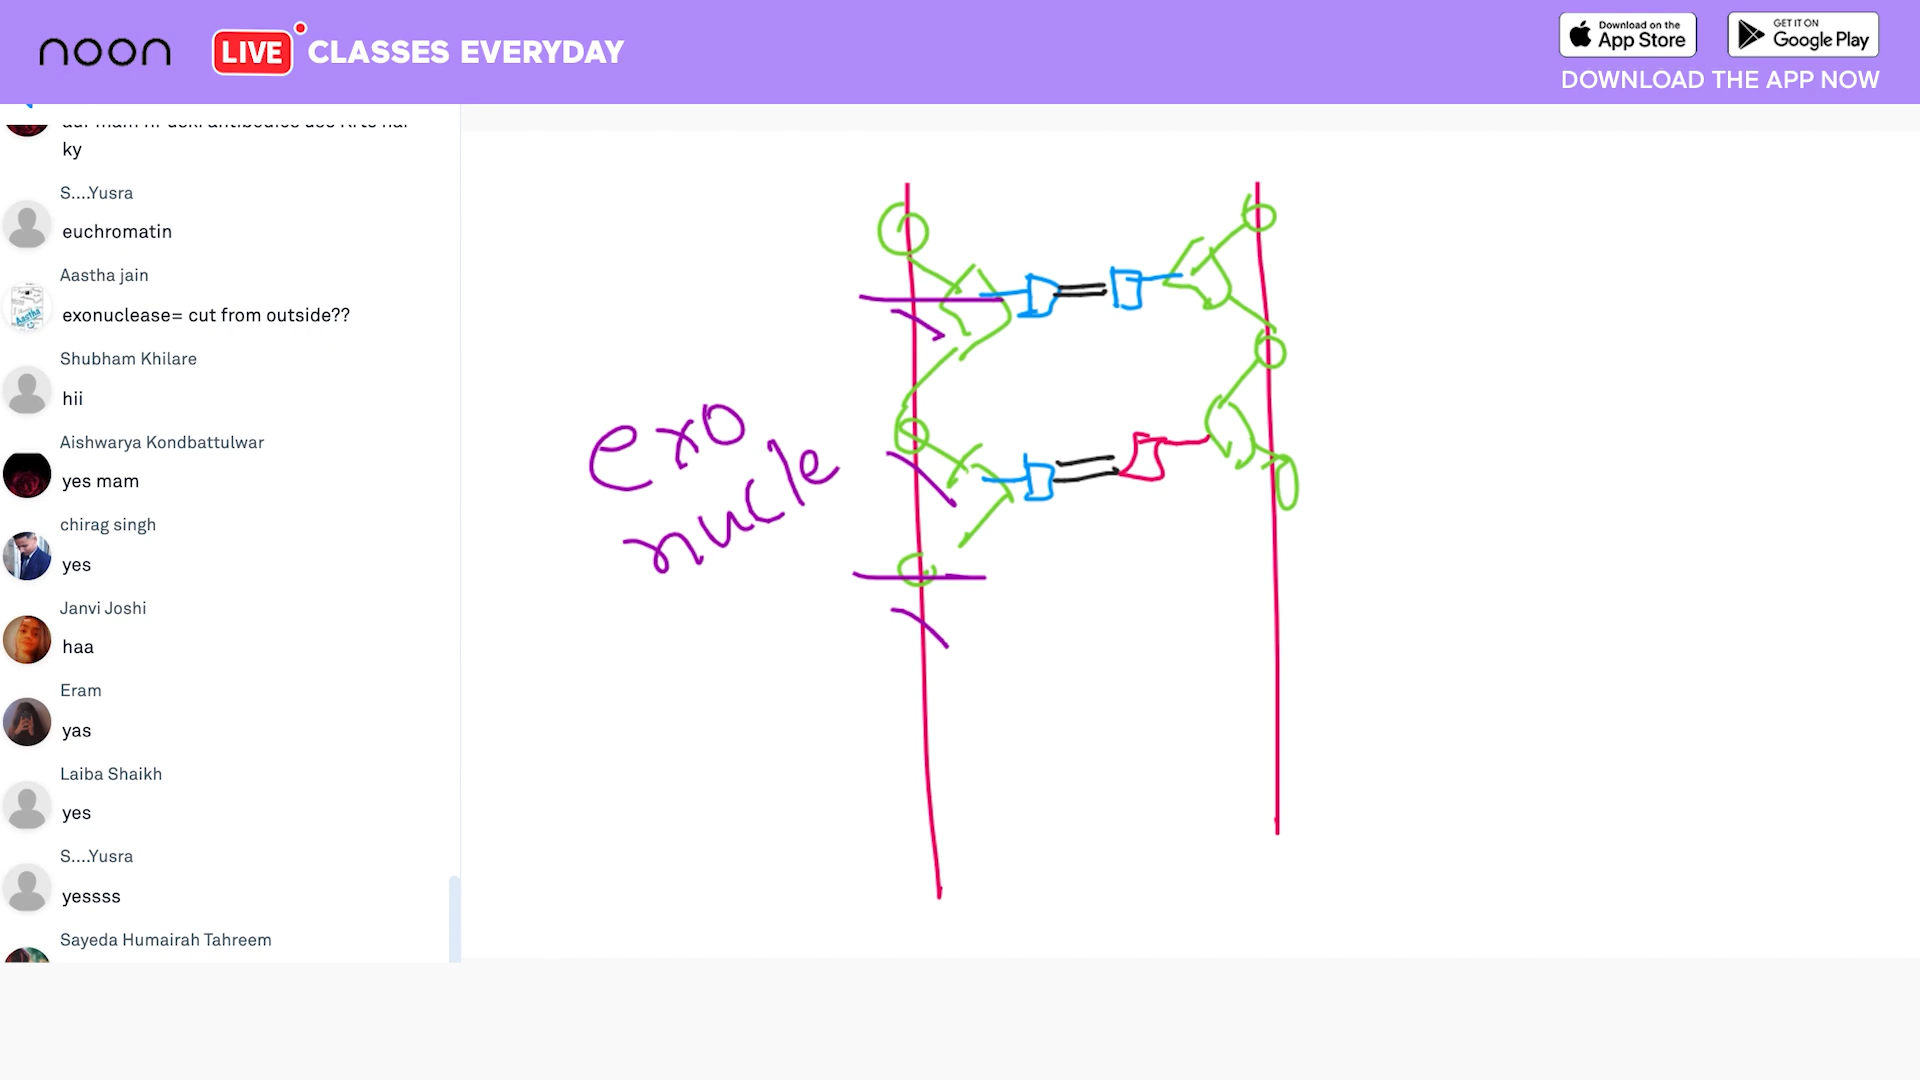 noon LIVE CLASSES EVERYDAY
Download on the App Store
GET IT ON Google Play
DOWNLOAD THE APP NOW
ky
S....Yusra
euchromatin
Aastha jain
exonuclease= cut from outside??
Shubham Khilare
hii
Aishwarya Kondbattulwar
yes mam
chirag singh
yes
Janvi Joshi
haa
Eram
yas
Laiba Shaikh
yes
S....Yusra
yessss
Sayeda Humairah Tahreem
exo
nucle